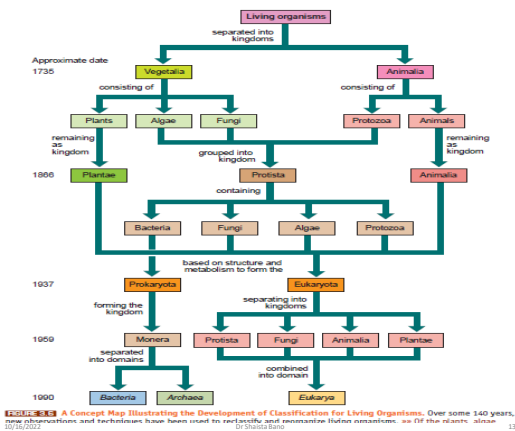 Living organisms
separated into
kingdoms
Approximate date
1735
Vegetalia
Animalia
consisting of
consisting of
Plants
Algae
Fungi
Protozoa
Animals
remaining
as
kingdom
grouped into
kingdom
remaining
as
kingdom
1866
Plantae
Protista
Animalia
containing
Bacteria
Fungi
Algae
Protozoa
based on structure and
metabolism to form the
1937
Prokaryota
Eukaryota
forming the
kingdom
separating into
kingdoms
1959
Monera
Protista
Fungi
Animalia
Plantae
separated
into domains
combined
into domain
1990
Bacteria
Archaea
Eukarya
FIGURE 3.5 A Concept Map Illustrating the Development of Classification for Living Organisms. Over some 140 years,
new observations and techniques have been used to reclassify and reorganize living organisms. Of the plants, algae
10/16/2022
Dr Shaista Bano
13